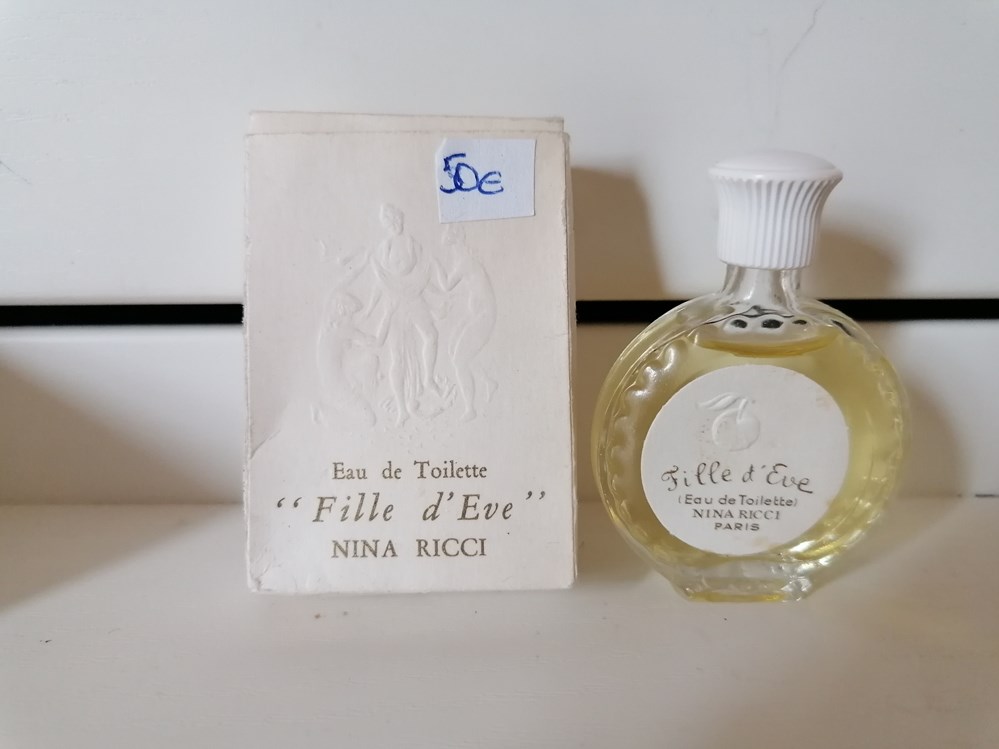 50€
Eau de Toilette
“Fille d'Eve”
NINA RICCI
Fille d'Eve
(Eau de Toilette)
NINA RICCI
PARIS